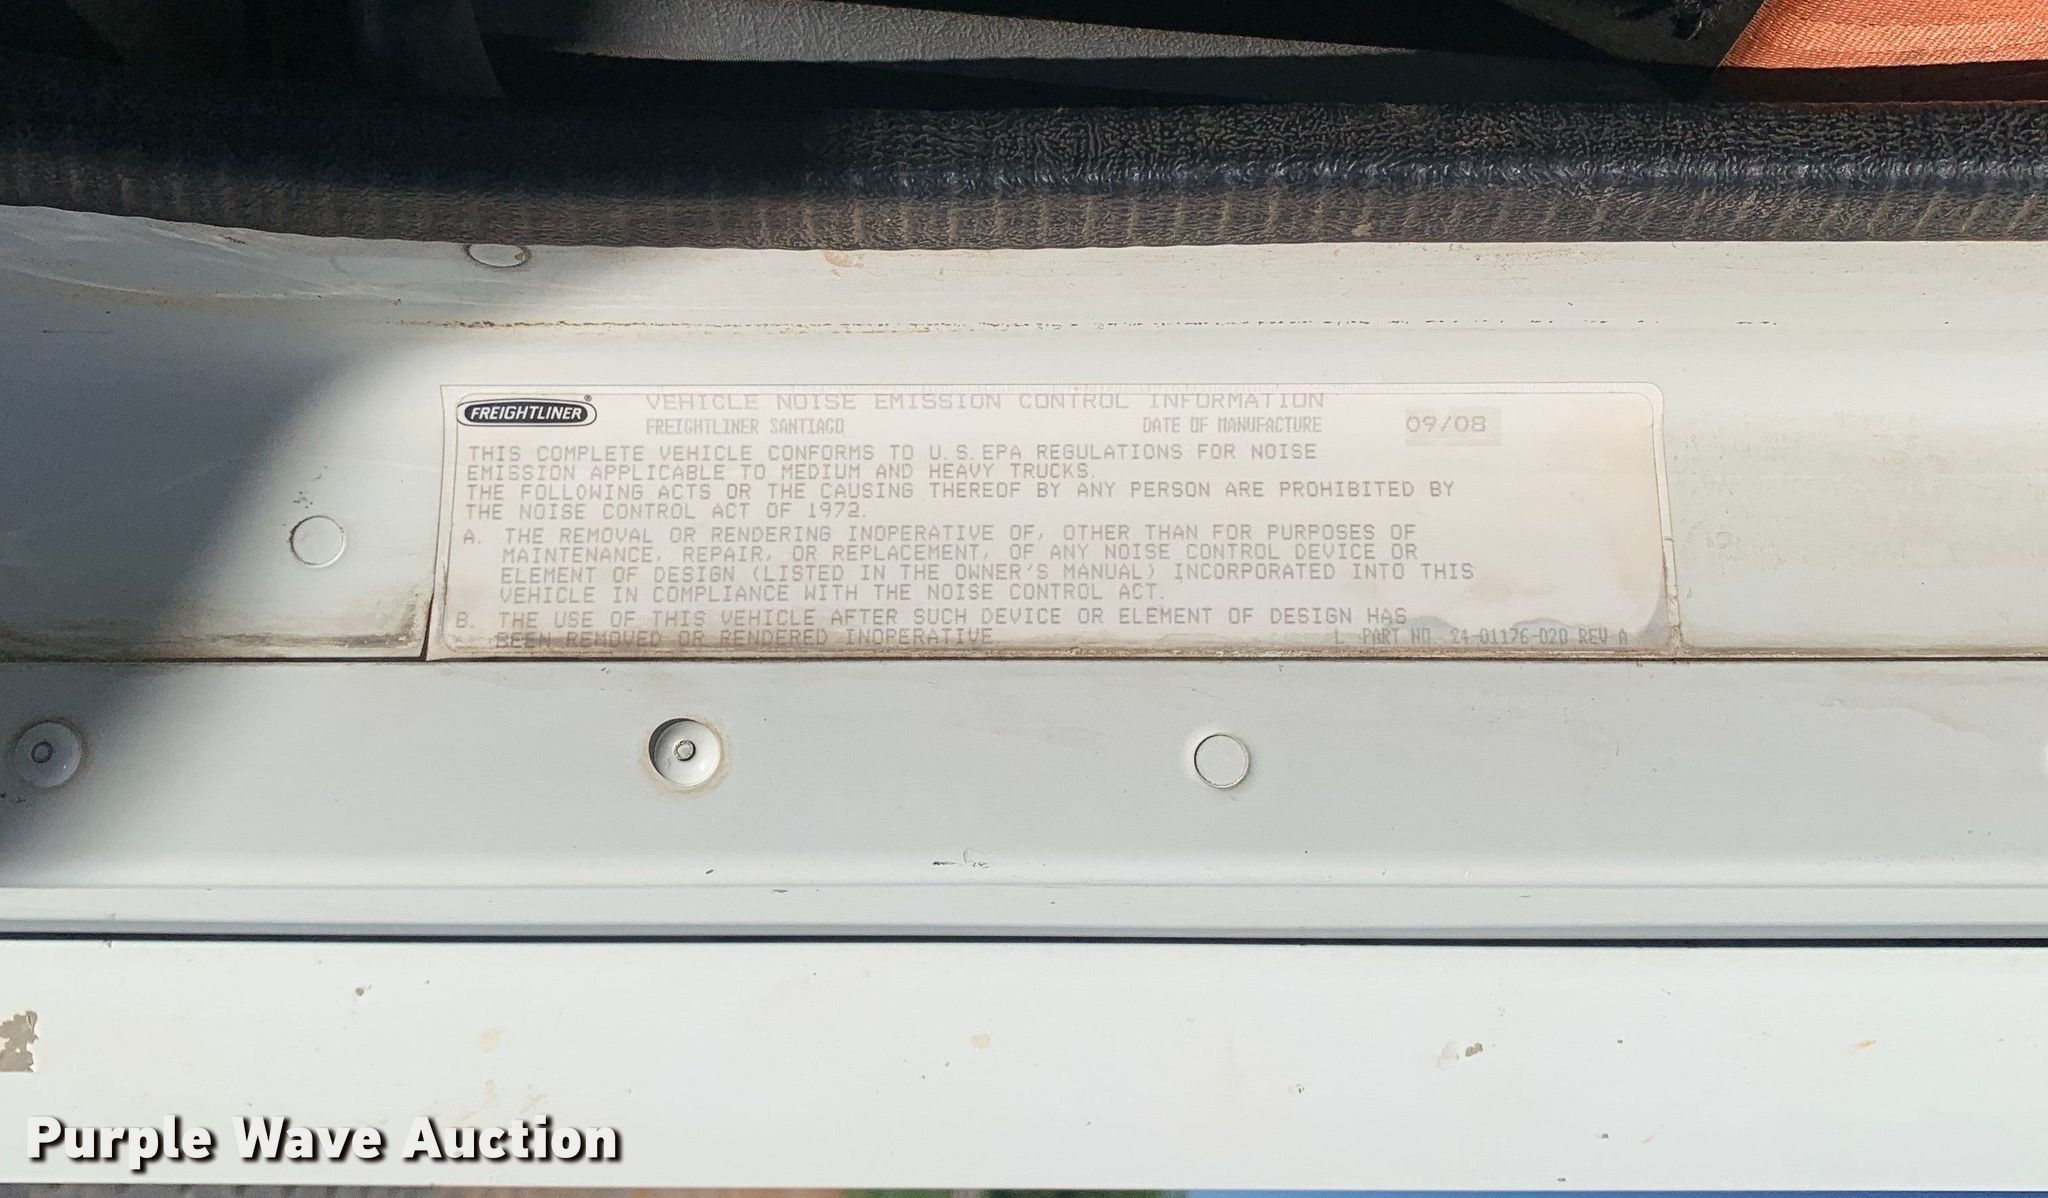 FREIGHTLINER®
VEHICLE NOISE EMISSION CONTROL INFORMATION
FREIGHTLINER SANTIAGO DATE OF MANUFACTURE 09/08
THIS COMPLETE VEHICLE CONFORMS TO U.S. EPA REGULATIONS FOR NOISE
EMISSION APPLICABLE TO MEDIUM AND HEAVY TRUCKS.
THE FOLLOWING ACTS OR THE CAUSING THEREOF BY ANY PERSON ARE PROHIBITED BY
THE NOISE CONTROL ACT OF 1972.
A. THE REMOVAL OR RENDERING INOPERATIVE OF, OTHER THAN FOR PURPOSES OF
MAINTENANCE, REPAIR, OR REPLACEMENT, OF ANY NOISE CONTROL DEVICE OR
ELEMENT OF DESIGN (LISTED IN THE OWNER'S MANUAL) INCORPORATED INTO THIS
VEHICLE IN COMPLIANCE WITH THE NOISE CONTROL ACT.
B. THE USE OF THIS VEHICLE AFTER SUCH DEVICE OR ELEMENT OF DESIGN HAS
BEEN REMOVED OR RENDERED INOPERATIVE
L PART NO. 24-01176-020 REV A
Purple Wave Auction